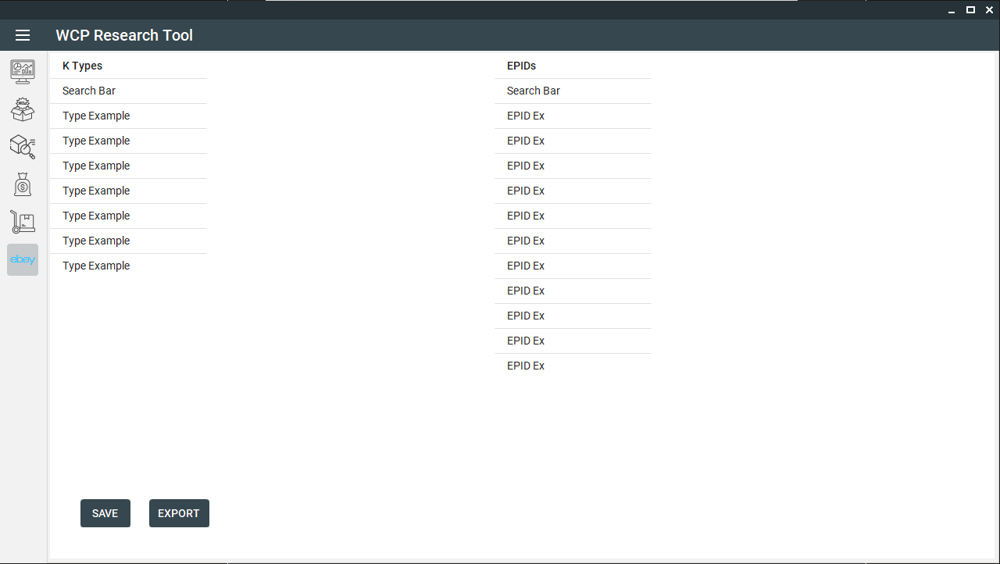 WCP Research Tool
K Types
Search Bar
Type Example
Type Example
Type Example
Type Example
Type Example
Type Example
Type Example
EPIDs
Search Bar
EPID Ex
EPID Ex
EPID Ex
EPID Ex
EPID Ex
EPID Ex
EPID Ex
EPID Ex
EPID Ex
EPID Ex
EPID Ex
NEW
ebay
SAVE
EXPORT